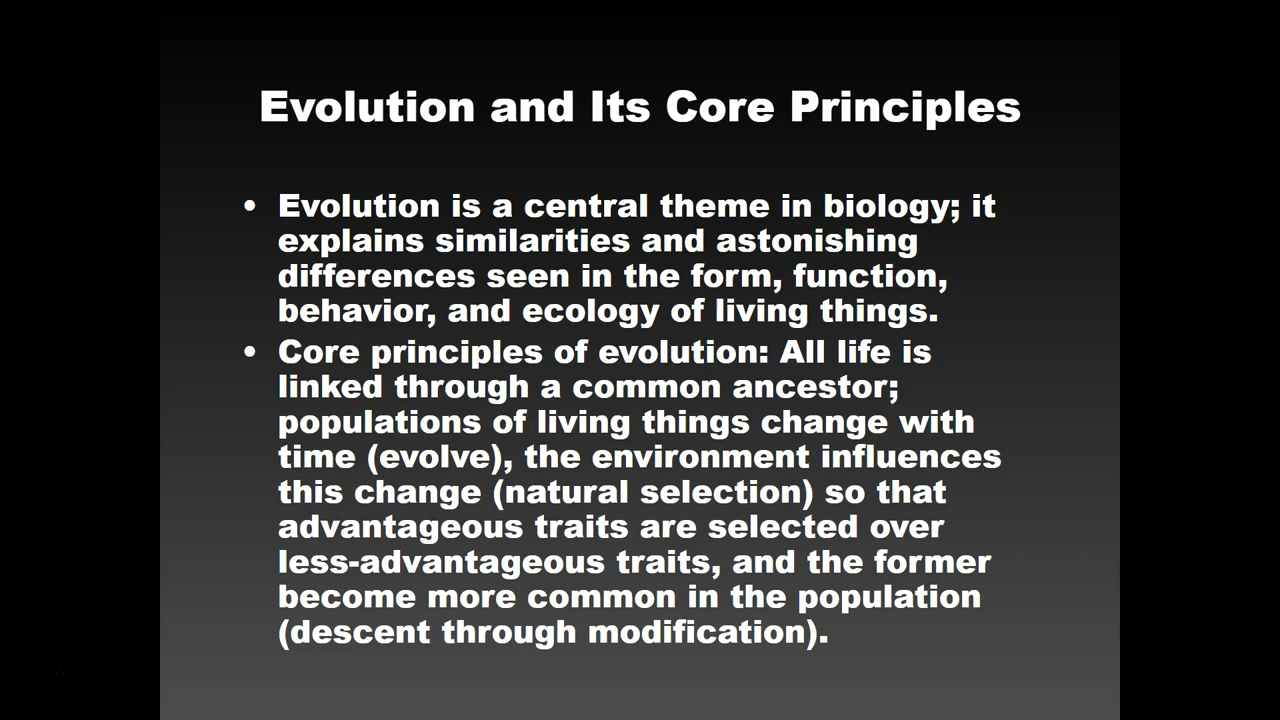 Evolution and Its Core Principles
• Evolution is a central theme in biology; it
explains similarities and astonishing
differences seen in the form, function,
behavior, and ecology of living things.
• Core principles of evolution: All life is
linked through a common ancestor;
populations of living things change with
time (evolve), the environment influences
this change (natural selection) so that
advantageous traits are selected over
less-advantageous traits, and the former
become more common in the population
(descent through modification).